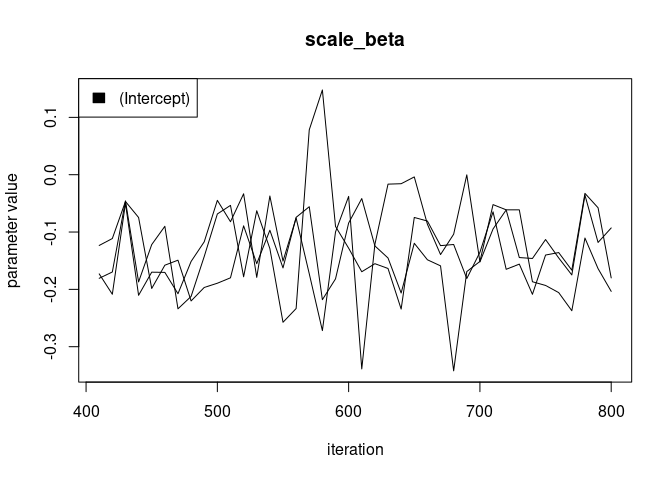 scale_beta
(Intercept)
parameter value
0.1
0.0
-0.1
-0.2
-0.3
400 500 600 700 800
iteration